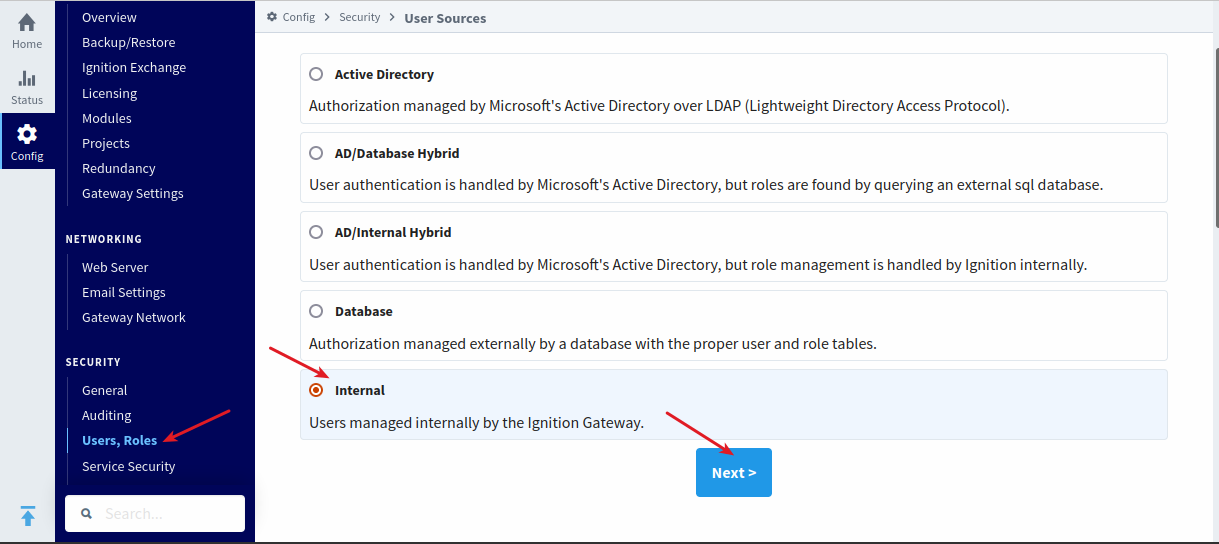 Home
Status
Config
Overview
Backup/Restore
Ignition Exchange
Licensing
Modules
Projects
Redundancy
Gateway Settings
NETWORKING
Web Server
Email Settings
Gateway Network
SECURITY
General
Auditing
Users, Roles
Service Security
Search...
Config > Security > User Sources
Active Directory
Authorization managed by Microsoft's Active Directory over LDAP (Lightweight Directory Access Protocol).
AD/Database Hybrid
User authentication is handled by Microsoft's Active Directory, but roles are found by querying an external sql database.
AD/Internal Hybrid
User authentication is handled by Microsoft's Active Directory, but role management is handled by Ignition internally.
Database
Authorization managed externally by a database with the proper user and role tables.
Internal
Users managed internally by the Ignition Gateway.
Next >